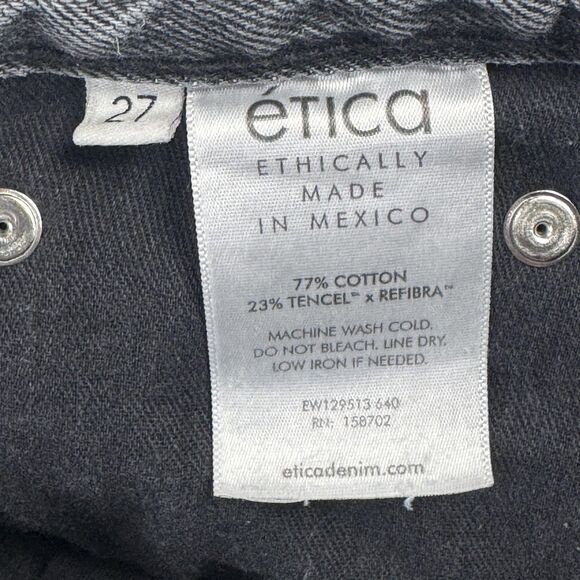 27
éTICA
ETHICALLY
MADE
IN MEXICO
77% COTTON
23% TENCEL™ x REFIBRA™
MACHINE WASH COLD.
DO NOT BLEACH. LINE DRY.
LOW IRON IF NEEDED.
EW129513 640
RN: 158702
eticadenim.com